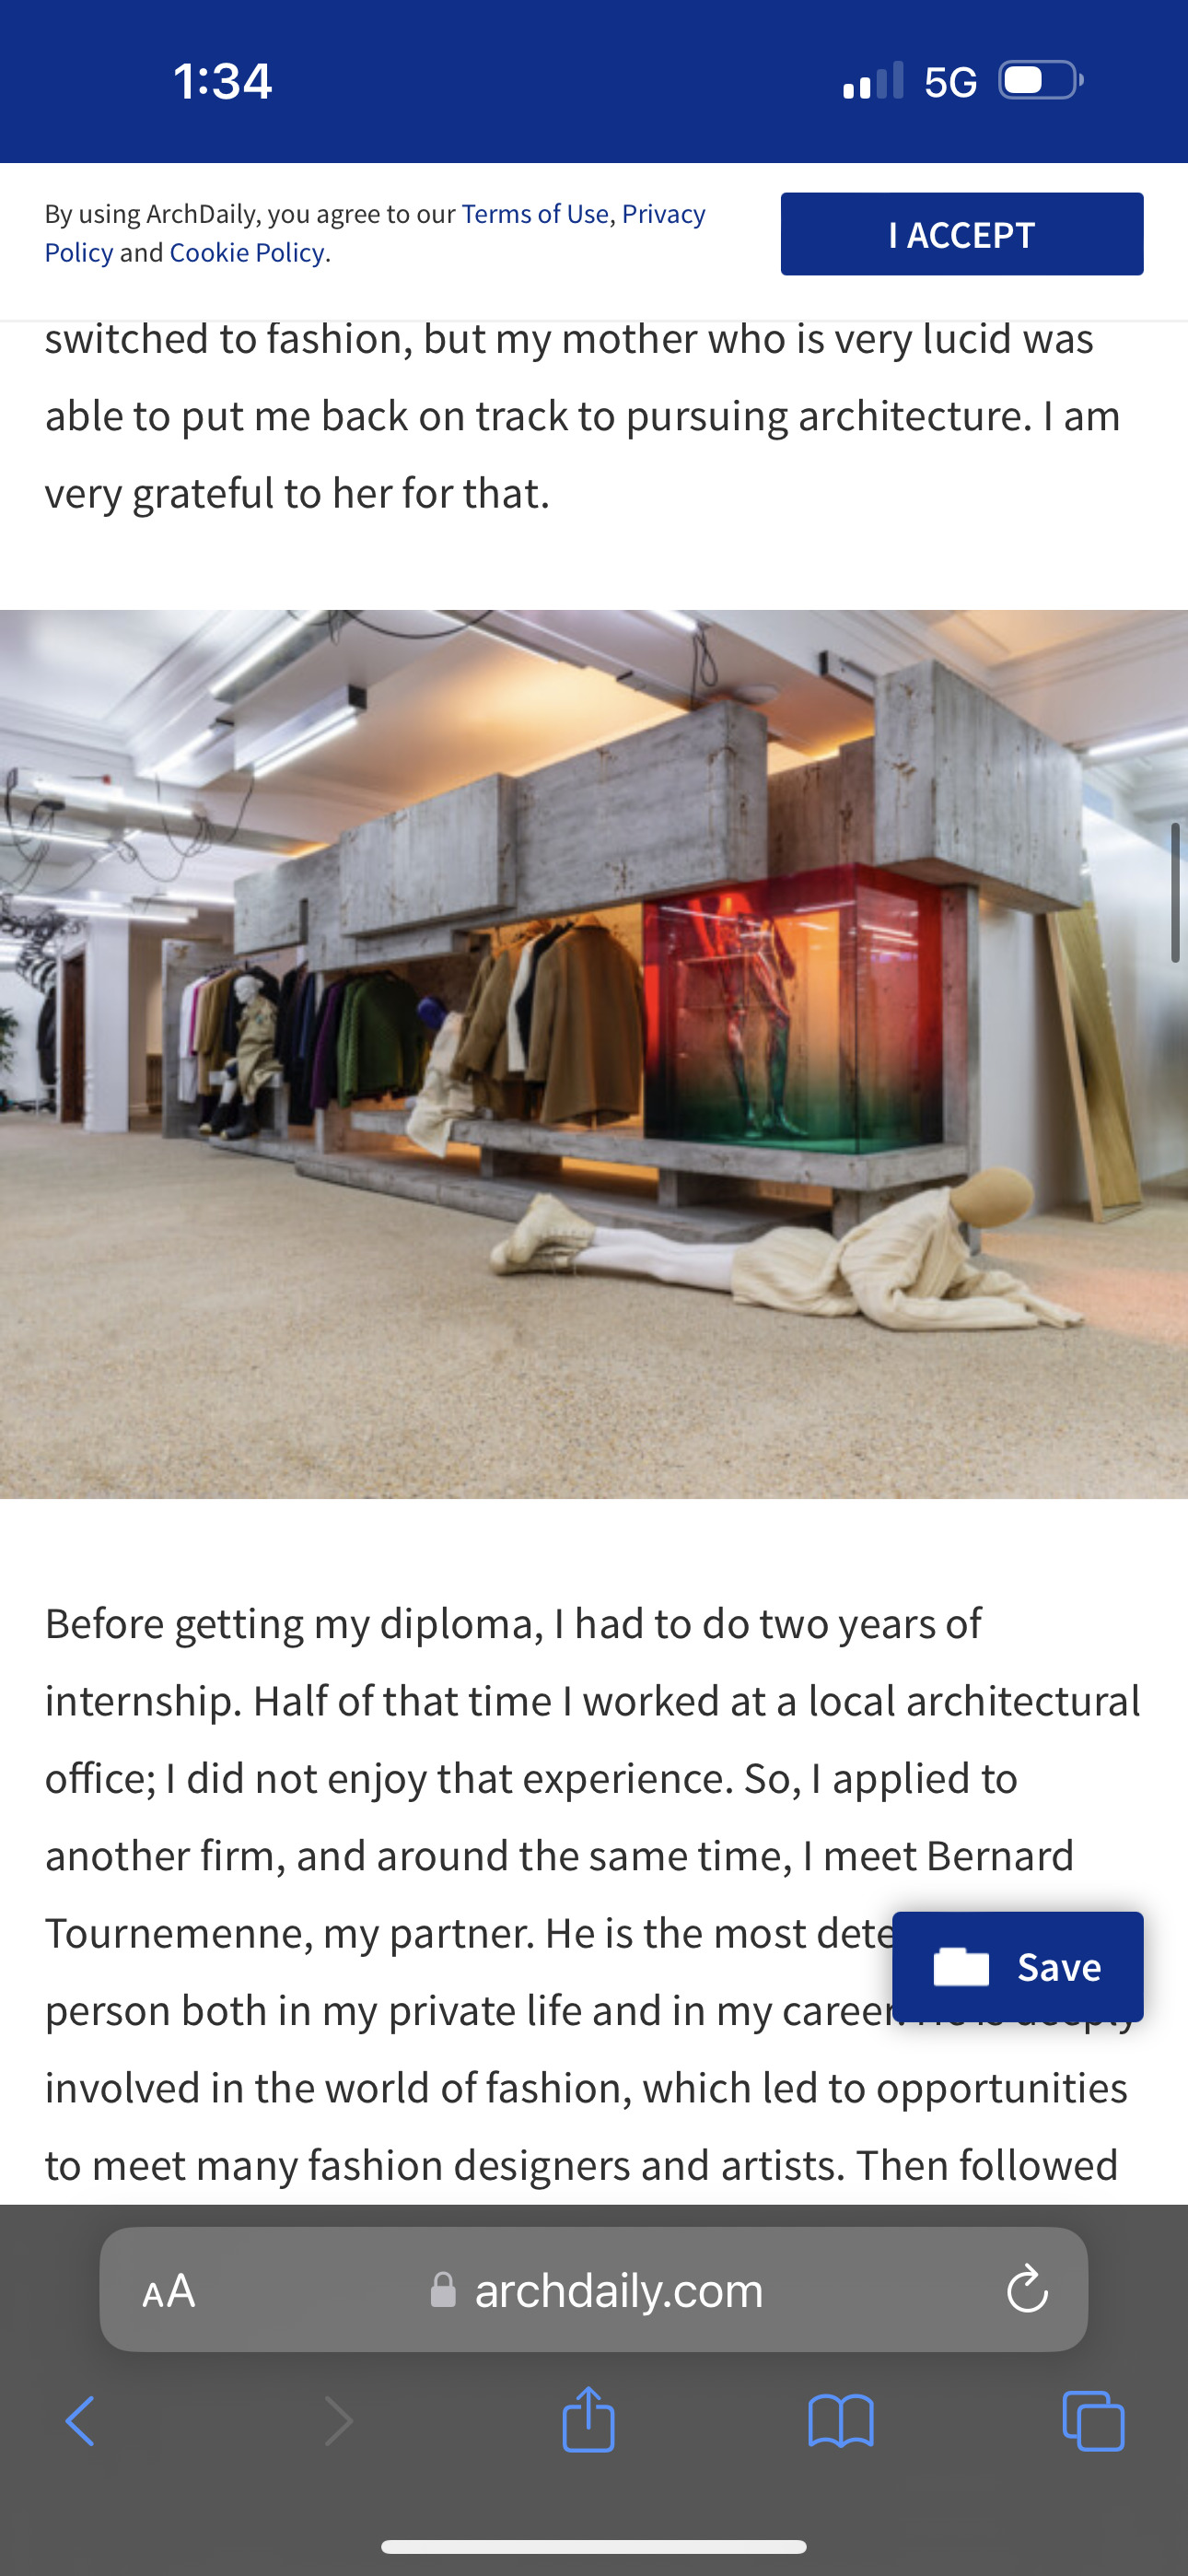 1:34
5G
By using ArchDaily, you agree to our Terms of Use, Privacy
Policy and Cookie Policy.
I ACCEPT
switched to fashion, but my mother who is very lucid was
able to put me back on track to pursuing architecture. I am
very grateful to her for that.
Before getting my diploma, I had to do two years of
internship. Half of that time I worked at a local architectural
office; I did not enjoy that experience. So, I applied to
another firm, and around the same time, I meet Bernard
Tournemenne, my partner. He is the most
Save
person both in my private life and in my career.
involved in the world of fashion, which led to opportunities
to meet many fashion designers and artists. Then followed
AA
archdaily.com